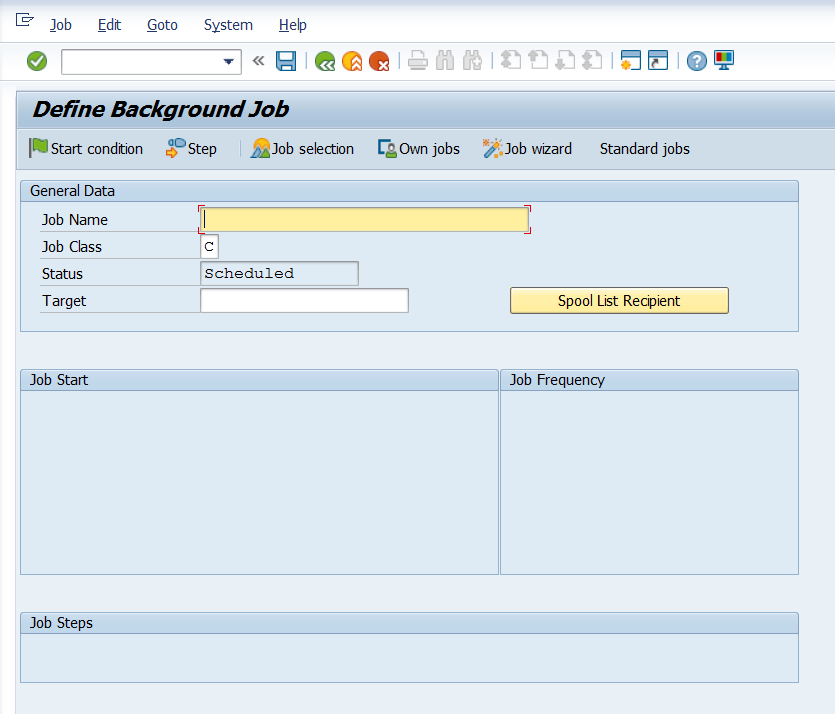 Job Edit Goto System Help
Define Background Job
Start condition Step Job selection Own jobs Job wizard Standard jobs
General Data
Job Name
Job Class C
Status Scheduled
Target Spool List Recipient
Job Start Job Frequency
Job Steps